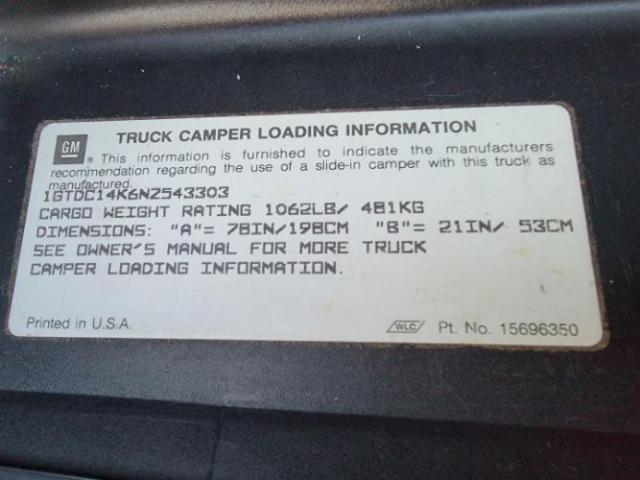 TRUCK CAMPER LOADING INFORMATION
GM ® This information is furnished to indicate the manufacturers
recommendation regarding the use of a slide-in camper with this truck as
manufactured.
1GTDC14K6NZ543303
CARGO WEIGHT RATING 1062LB/ 481KG
DIMENSIONS: "A"= 78IN/198CM "B"= 21IN/ 53CM
SEE OWNER'S MANUAL FOR MORE TRUCK
CAMPER LOADING INFORMATION.
Printed in U.S.A. WLC Pt. No. 15696350